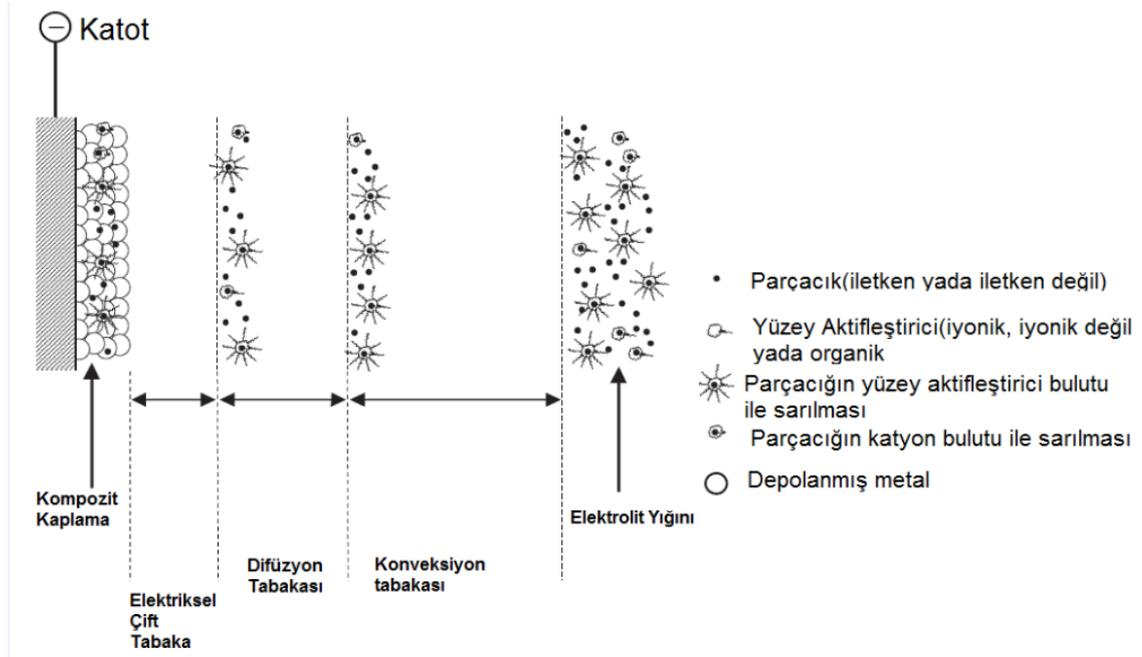 Katot
Parçacık(iletken yada iletken değil)
Yüzey Aktifleştirici(iyonik, iyonik değil
yada organik
Parçacığın yüzey aktifleştirici bulutu
ile sarılması
Parçacığın katyon bulutu ile sarılması
Depolanmış metal
Kompozit
Kaplama
Elektrolit Yığını
Difüzyon
Tabakası
Konveksiyon
tabakası
Elektriksel
Çift
Tabaka